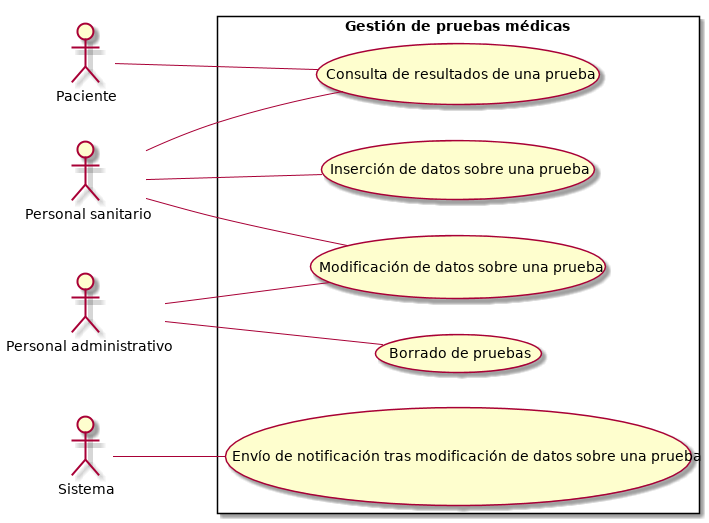 Gestión de pruebas médicas
Paciente
Consulta de resultados de una prueba
Personal sanitario
Inserción de datos sobre una prueba
Modificación de datos sobre una prueba
Personal administrativo
Borrado de pruebas
Sistema
Envío de notificación tras modificación de datos sobre una prueba